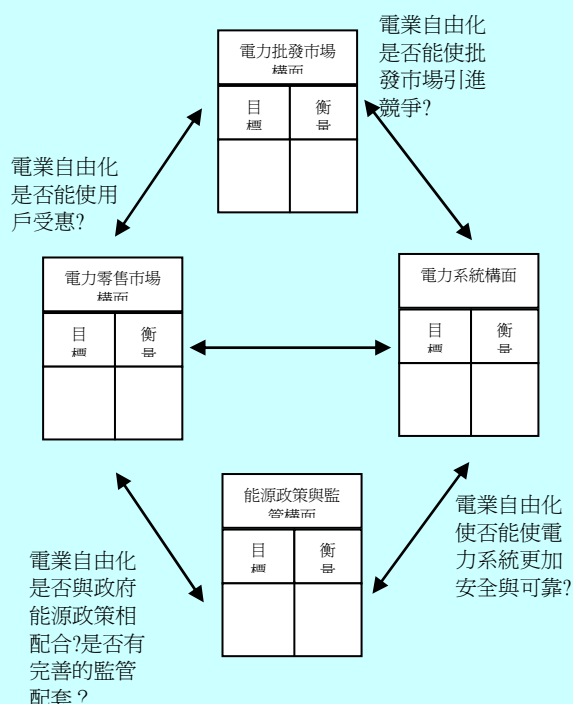 電力批發市場
構面
目
標
衡
量
電業自由化
是否能使批
發市場引進
競爭?
電業自由化
是否能使用
戶受惠?
電力零售市場
構面
目
標
衡
量
電力系統構面
目
標
衡
量
能源政策與監
管構面
目
標
衡
量
電業自由化
使否能使電
力系統更加
安全與可靠?
電業自由化
是否與政府
能源政策相
配合?是否有
完善的監管
配套？